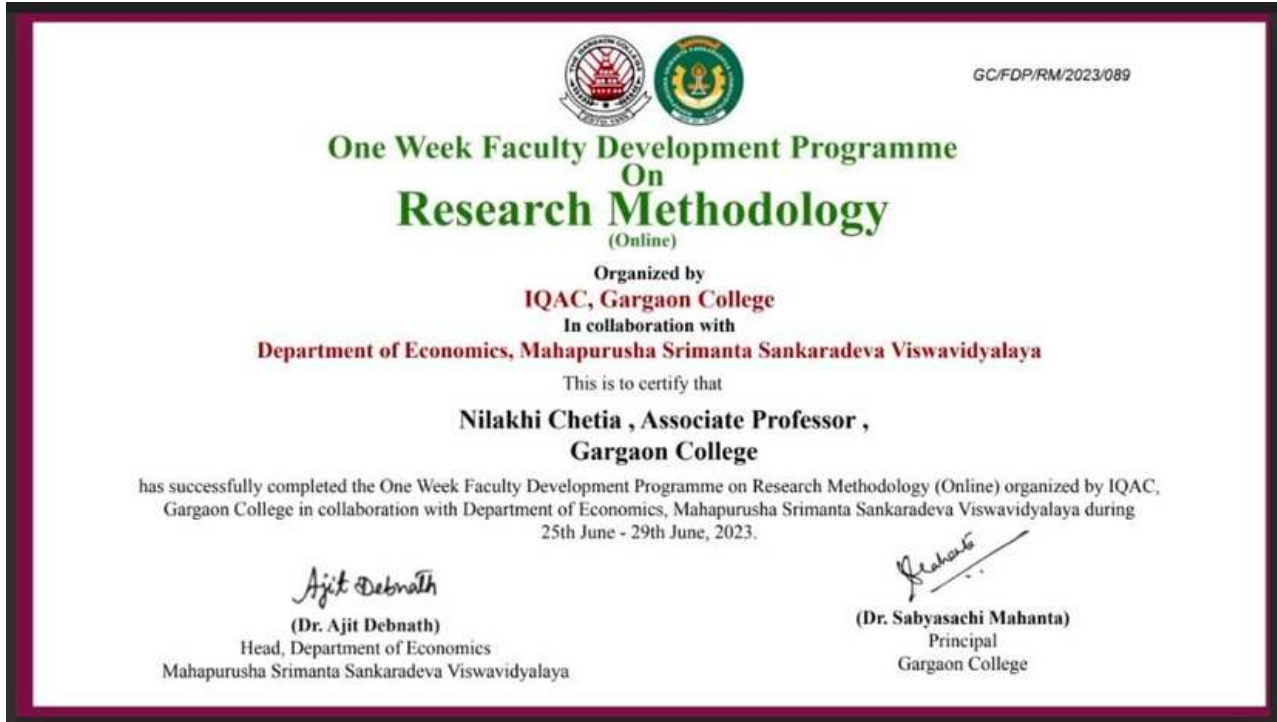 GC/FDP/RM/2023/089
One Week Faculty Development Programme
On
Research Methodology
(Online)
Organized by
IQAC, Gargaon College
In collaboration with
Department of Economics, Mahapurusha Srimanta Sankaradeva Viswavidyalaya
This is to certify that
Nilakhi Chetia , Associate Professor ,
Gargaon College
has successfully completed the One Week Faculty Development Programme on Research Methodology (Online) organized by IQAC,
Gargaon College in collaboration with Department of Economics, Mahapurusha Srimanta Sankaradeva Viswavidyalaya during
25th June - 29th June, 2023.
Ajit Debnath
(Dr. Ajit Debnath)
Head, Department of Economics
Mahapurusha Srimanta Sankaradeva Viswavidyalaya
(Dr. Sabyasachi Mahanta)
Principal
Gargaon College